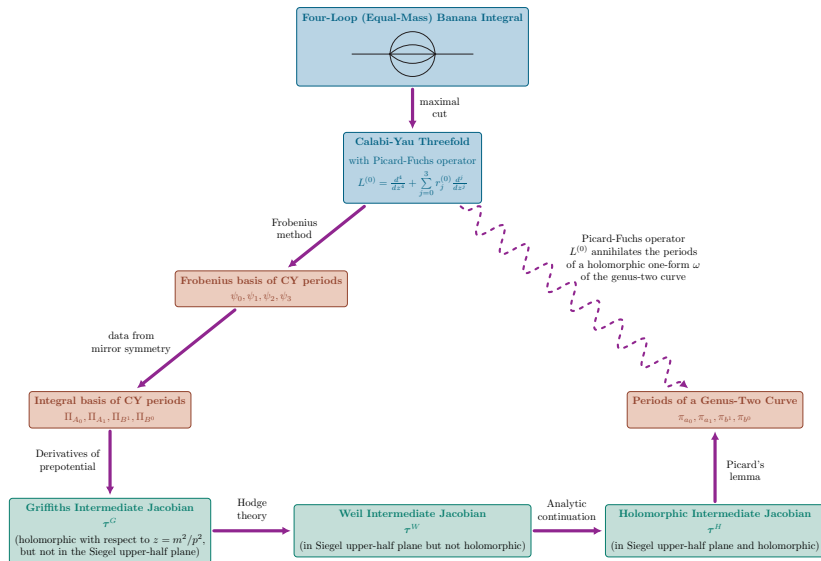 Four-Loop (Equal-Mass) Banana Integral
maximal
cut
Calabi-Yau Threefold
with Picard-Fuchs operator
L^{(0)} = \frac{d^4}{dz^4} + \sum_{j=0}^{3} r_j^{(0)} \frac{d^j}{dz^j}
Frobenius
method
Picard-Fuchs operator
L^{(0)} annihilates the periods
of a holomorphic one-form ω
of the genus-two curve
Frobenius basis of CY periods
ψ_0, ψ_1, ψ_2, ψ_3
data from
mirror symmetry
Integral basis of CY periods
Π_{A_0}, Π_{A_1}, Π_{B^1}, Π_{B^0}
Periods of a Genus-Two Curve
π_{a_0}, π_{a_1}, π_{b^1}, π_{b^0}
Derivatives of
prepotential
Picard's
lemma
Griffiths Intermediate Jacobian
τ^G
(holomorphic with respect to z = m^2/p^2,
but not in the Siegel upper-half plane)
Hodge
theory
Weil Intermediate Jacobian
τ^W
(in Siegel upper-half plane but not holomorphic)
Analytic
continuation
Holomorphic Intermediate Jacobian
τ^H
(in Siegel upper-half plane and holomorphic)